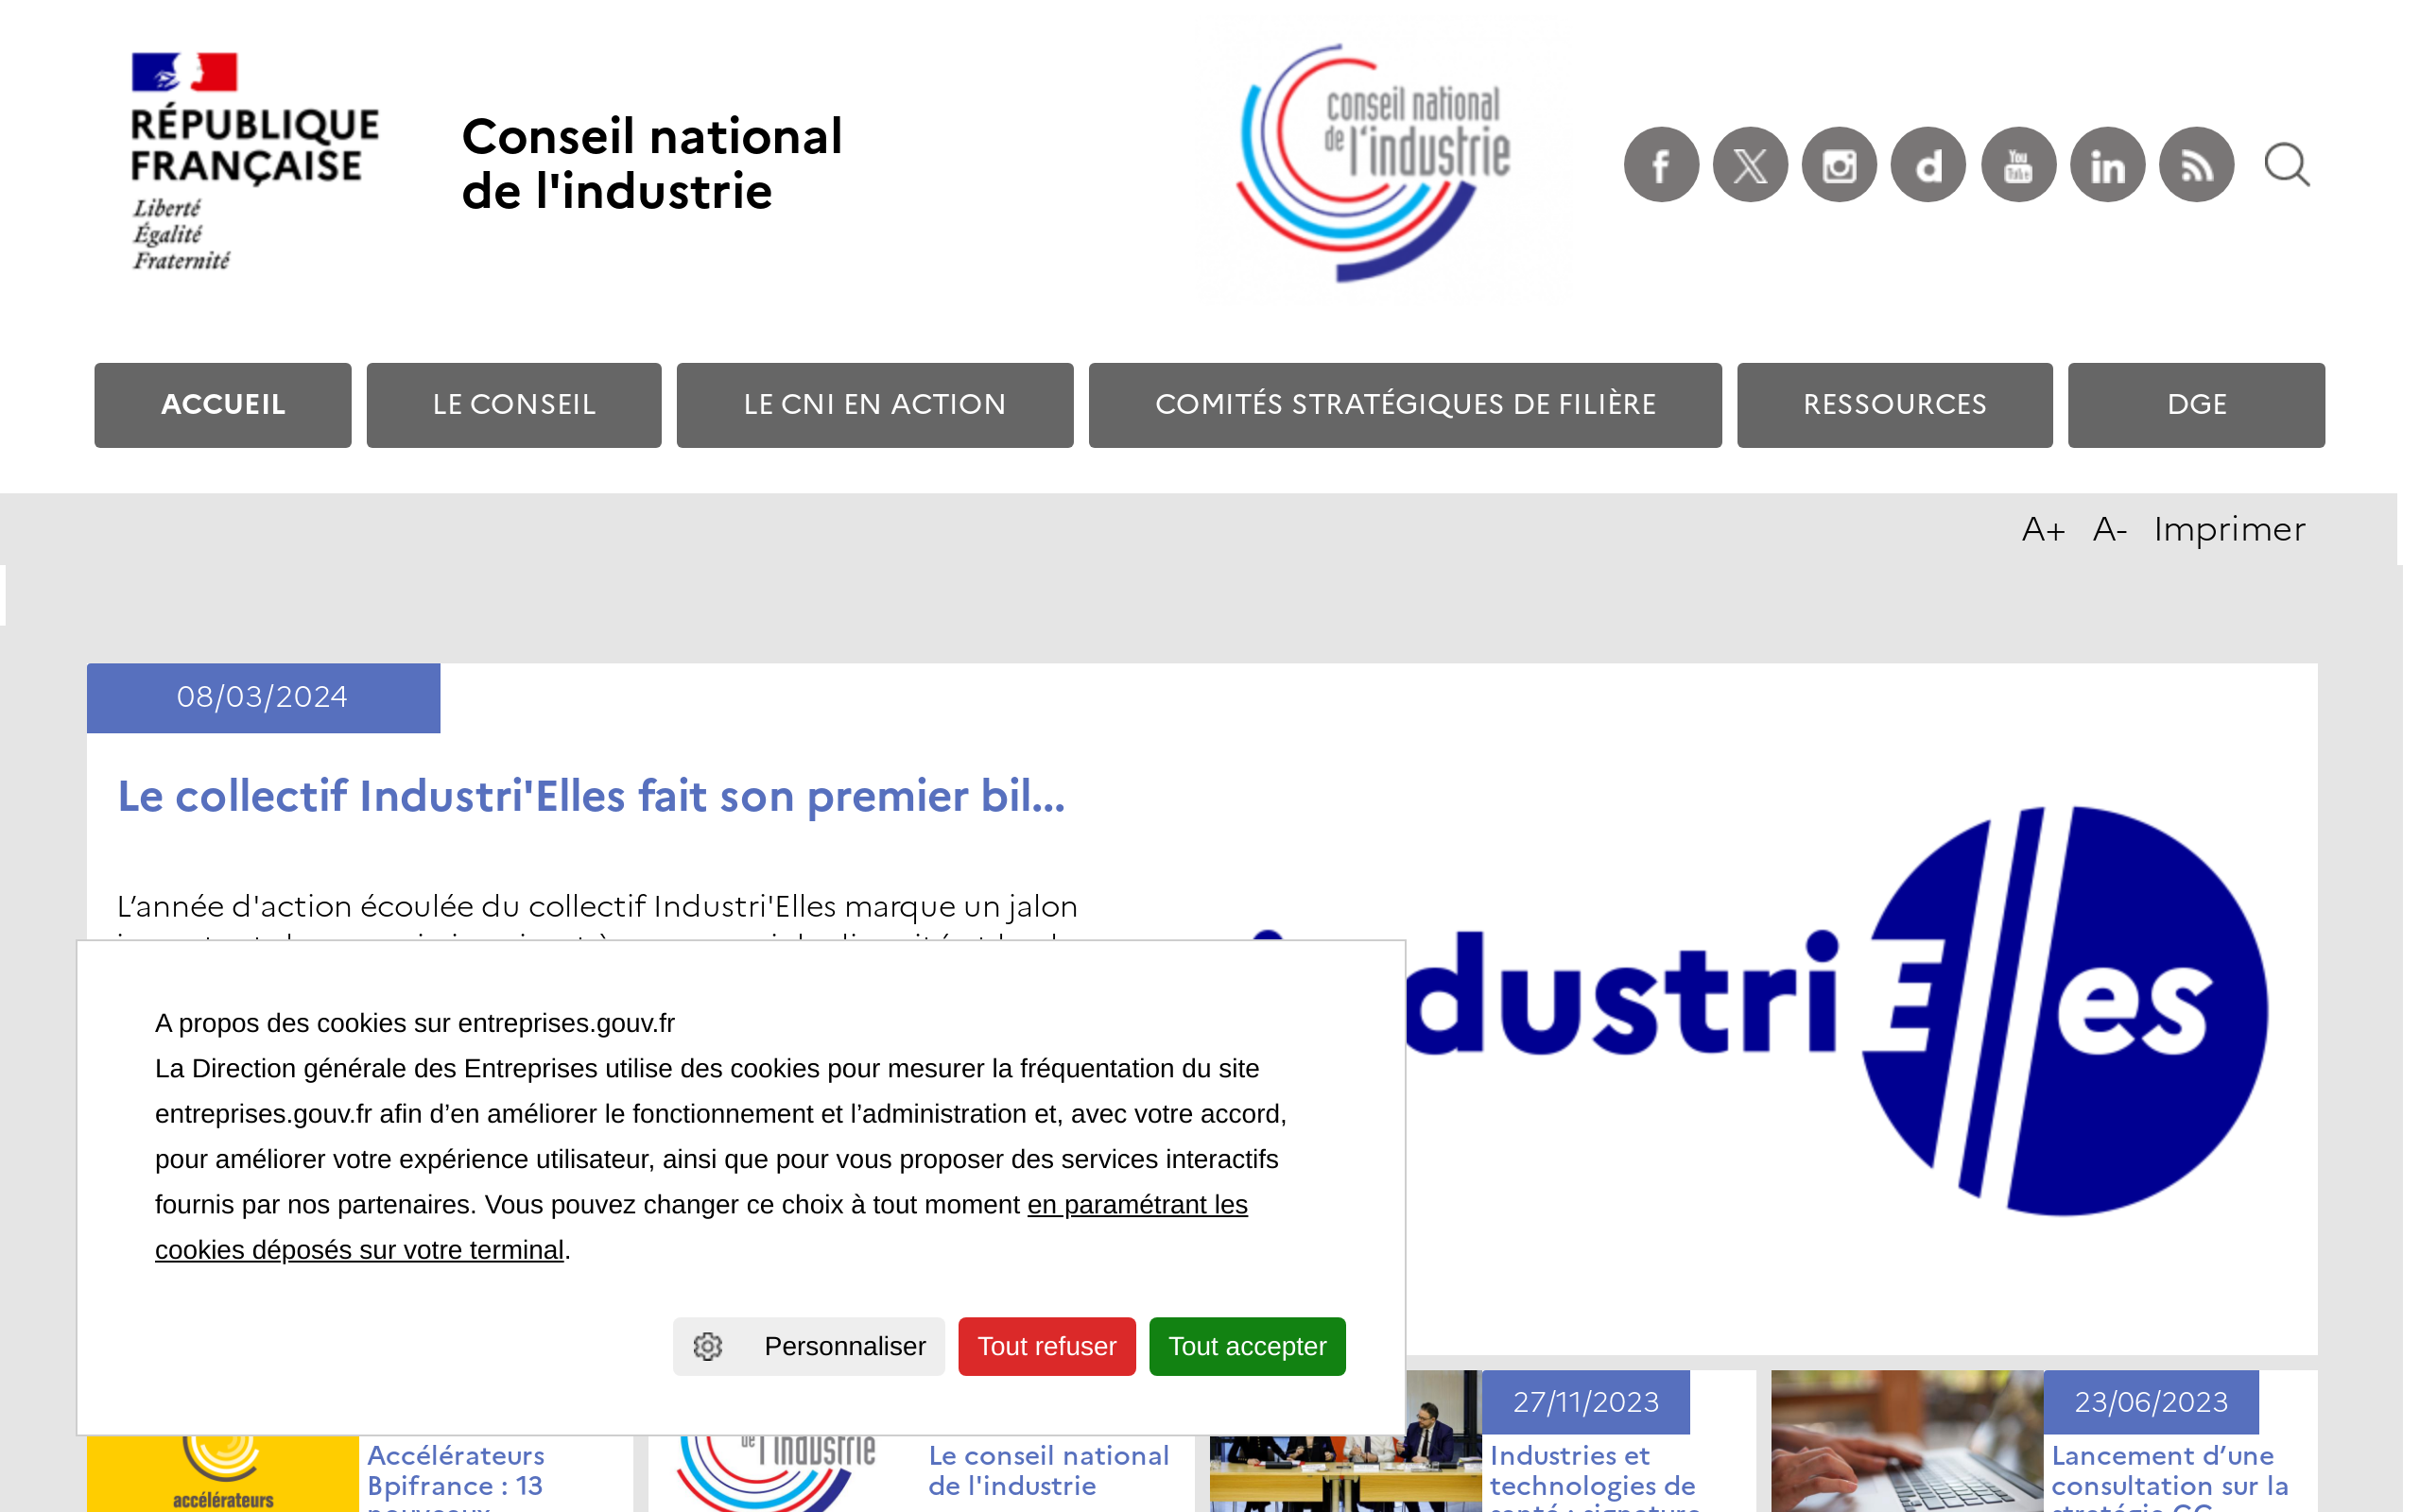 RÉPUBLIQUE
FRANÇAISE
Liberté
Égalité
Fraternité
Conseil national
de l'industrie
conseil national
de l'industrie
You
ACCUEIL
LE CONSEIL
LE CNI EN ACTION
COMITÉS STRATÉGIQUES DE FILIÈRE
RESSOURCES
DGE
A+ A- Imprimer
08/03/2024
Le collectif Industri'Elles fait son premier bil...
L’année d'action écoulée du collectif Industri'Elles marque un jalon
dustri Elles
A propos des cookies sur entreprises.gouv.fr
La Direction générale des Entreprises utilise des cookies pour mesurer la fréquentation du site
entreprises.gouv.fr afin d’en améliorer le fonctionnement et l’administration et, avec votre accord,
pour améliorer votre expérience utilisateur, ainsi que pour vous proposer des services interactifs
fournis par nos partenaires. Vous pouvez changer ce choix à tout moment en paramétrant les
cookies déposés sur votre terminal.
Personnaliser
Tout refuser
Tout accepter
accélérateurs
Accélérateurs
Bpifrance : 13
de l'industrie
Le conseil national
de l'industrie
27/11/2023
Industries et
technologies de
santé : signature
23/06/2023
Lancement d’une
consultation sur la